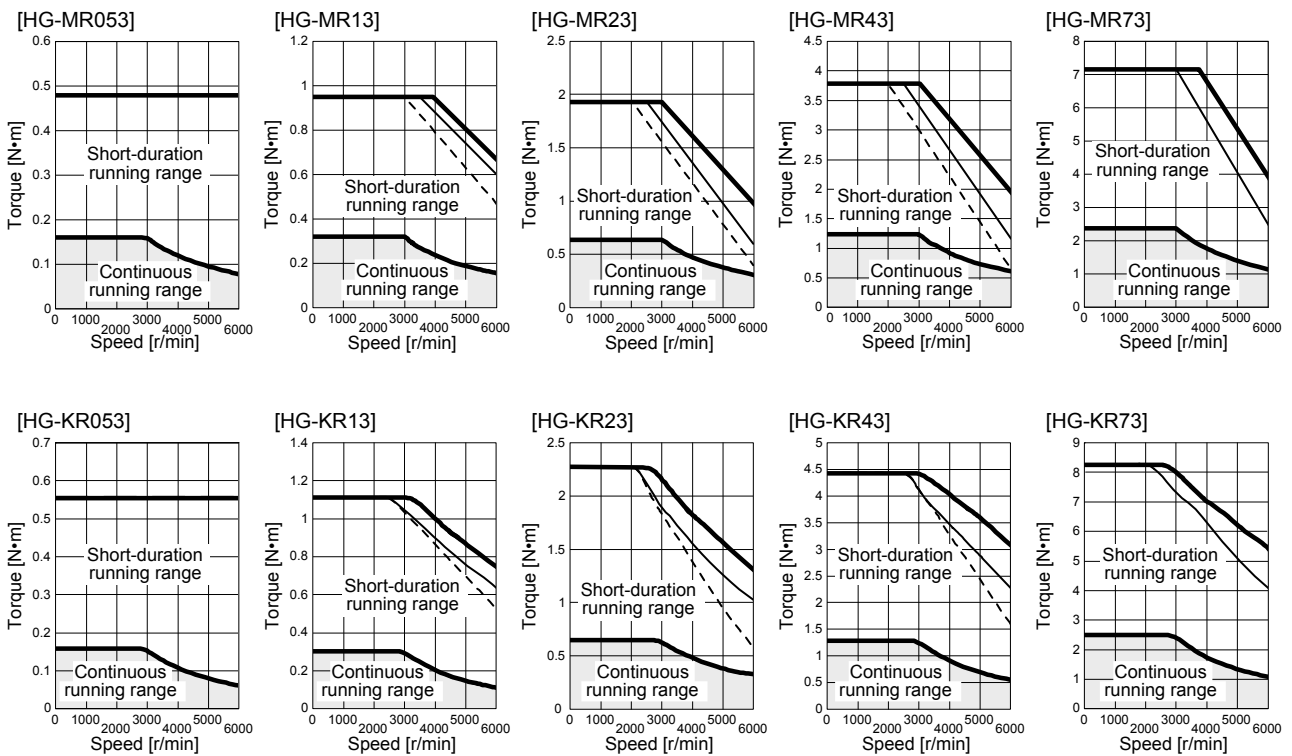 [HG-MR053]
0.6
0.5
0.4
0.3
0.2
0.1
0
Torque [N•m]
Short-duration
running range
Continuous
running range
0 1000 3000 5000
2000 4000 6000
Speed [r/min]
[HG-MR13]
1.2
1
0.8
0.6
0.4
0.2
0
Torque [N•m]
Short-duration
running range
Continuous
running range
0 1000 3000 5000
2000 4000 6000
Speed [r/min]
[HG-MR23]
2.5
2
1.5
1
0.5
0
Torque [N•m]
Short-duration
running range
Continuous
running range
0 1000 3000 5000
2000 4000 6000
Speed [r/min]
[HG-MR43]
4.5
4
3.5
3
2.5
2
1.5
1
0.5
0
Torque [N•m]
Short-duration
running range
Continuous
running range
0 1000 3000 5000
2000 4000 6000
Speed [r/min]
[HG-MR73]
8
7
6
5
4
3
2
1
0
Torque [N•m]
Short-duration
running range
Continuous
running range
0 1000 3000 5000
2000 4000 6000
Speed [r/min]
[HG-KR053]
0.7
0.6
0.5
0.4
0.3
0.2
0.1
0
Torque [N•m]
Short-duration
running range
Continuous
running range
0 1000 3000 5000
2000 4000 6000
Speed [r/min]
[HG-KR13]
1.4
1.2
1
0.8
0.6
0.4
0.2
0
Torque [N•m]
Short-duration
running range
Continuous
running range
0 1000 3000 5000
2000 4000 6000
Speed [r/min]
[HG-KR23]
2.5
2
1.5
1
0.5
0
Torque [N•m]
Short-duration
running range
Continuous
running range
0 1000 3000 5000
2000 4000 6000
Speed [r/min]
[HG-KR43]
5
4.5
4
3.5
3
2.5
2
1.5
1
0.5
0
Torque [N•m]
Short-duration
running range
Continuous
running range
0 1000 3000 5000
2000 4000 6000
Speed [r/min]
[HG-KR73]
9
8
7
6
5
4
3
2
1
0
Torque [N•m]
Short-duration
running range
Continuous
running range
0 1000 3000 5000
2000 4000 6000
Speed [r/min]